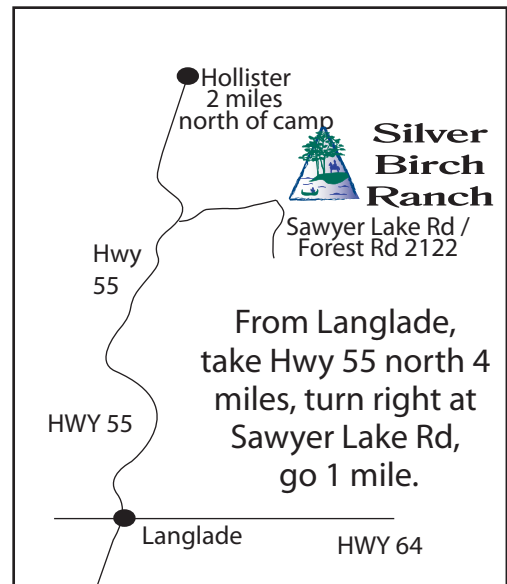 Hollister
2 miles
north of camp
Silver
Birch
Ranch
Sawyer Lake Rd /
Forest Rd 2122
Hwy
55
From Langlade,
take Hwy 55 north 4
miles, turn right at
Sawyer Lake Rd,
go 1 mile.
HWY 55
Langlade
HWY 64